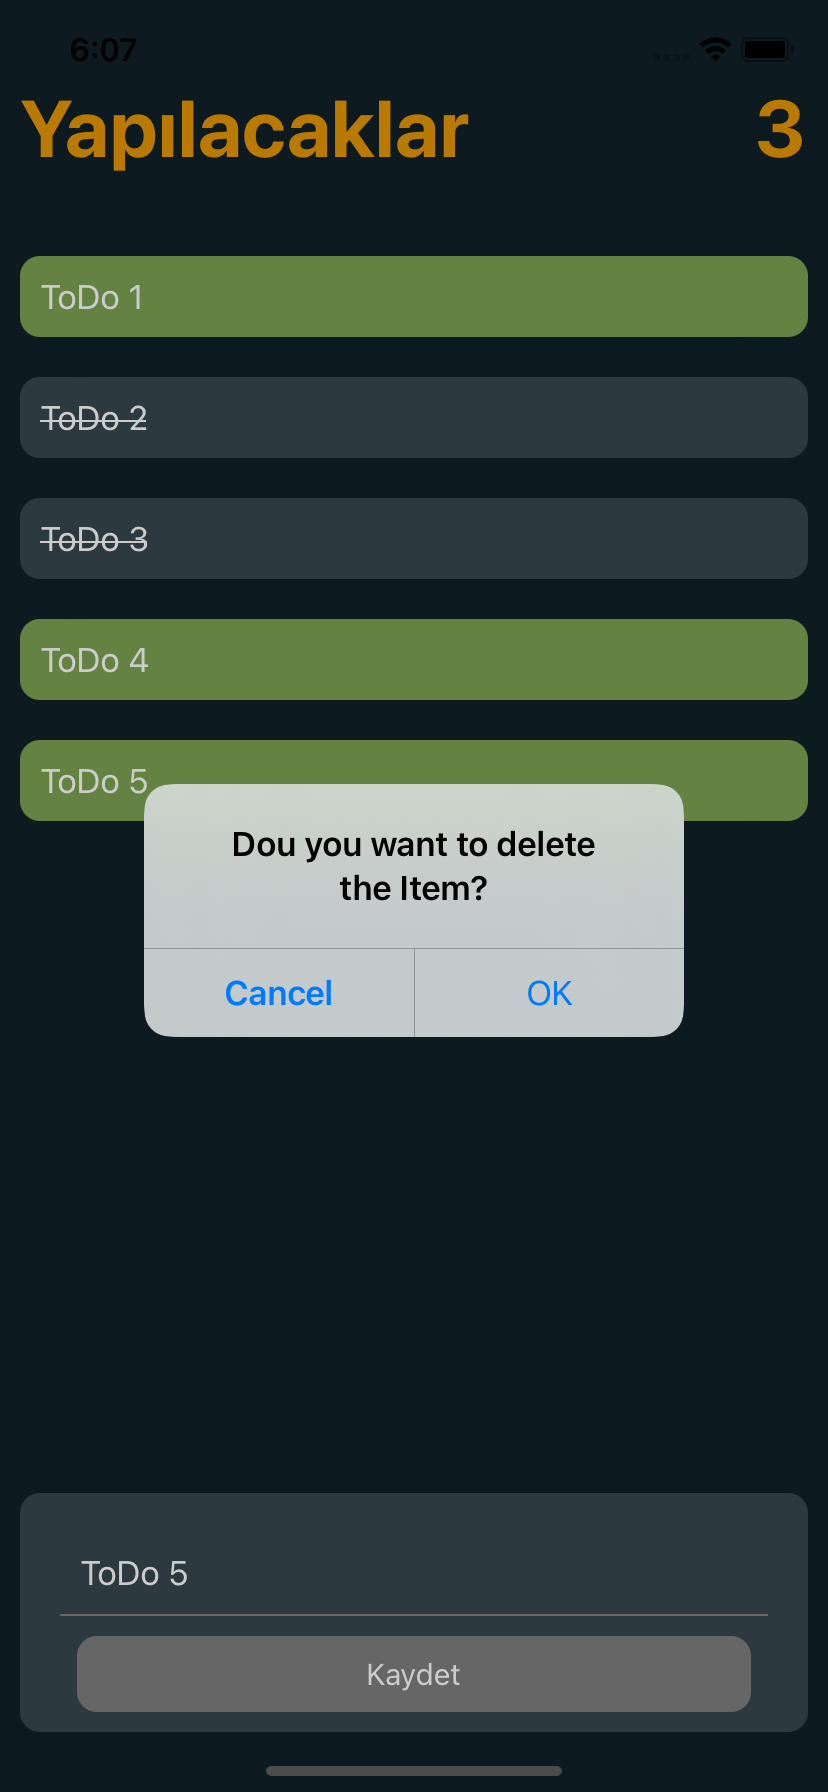 6:07
Yapılacaklar 3
ToDo 1
ToDo 2
ToDo 3
ToDo 4
ToDo 5
Dou you want to delete
the Item?
Cancel OK
ToDo 5
Kaydet